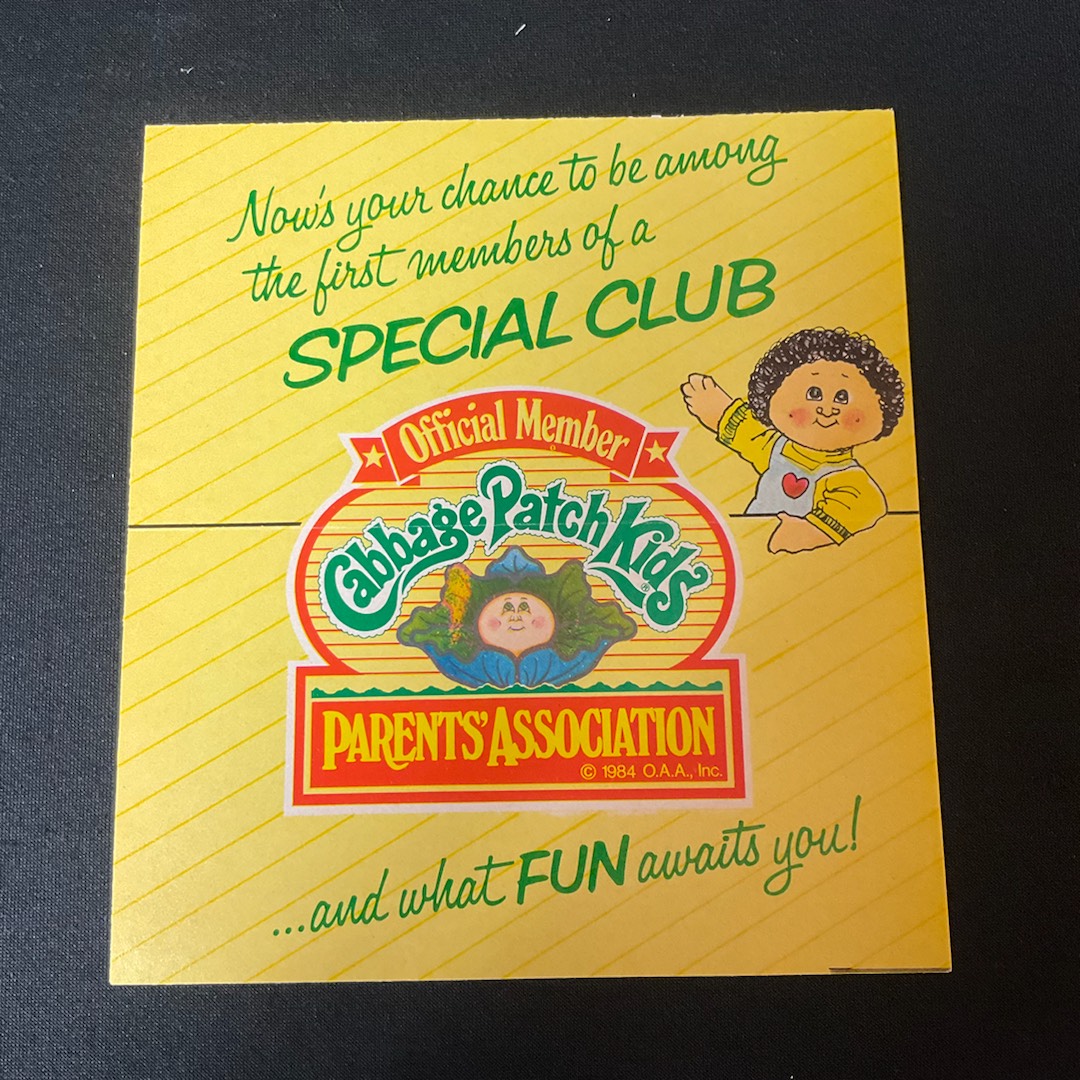 Now's your chance to be among
the first members of a
SPECIAL CLUB
Official Member
Cabbage Patch Kids®
PARENTS' ASSOCIATION
© 1984 O.A.A., Inc.
...and what FUN awaits you!